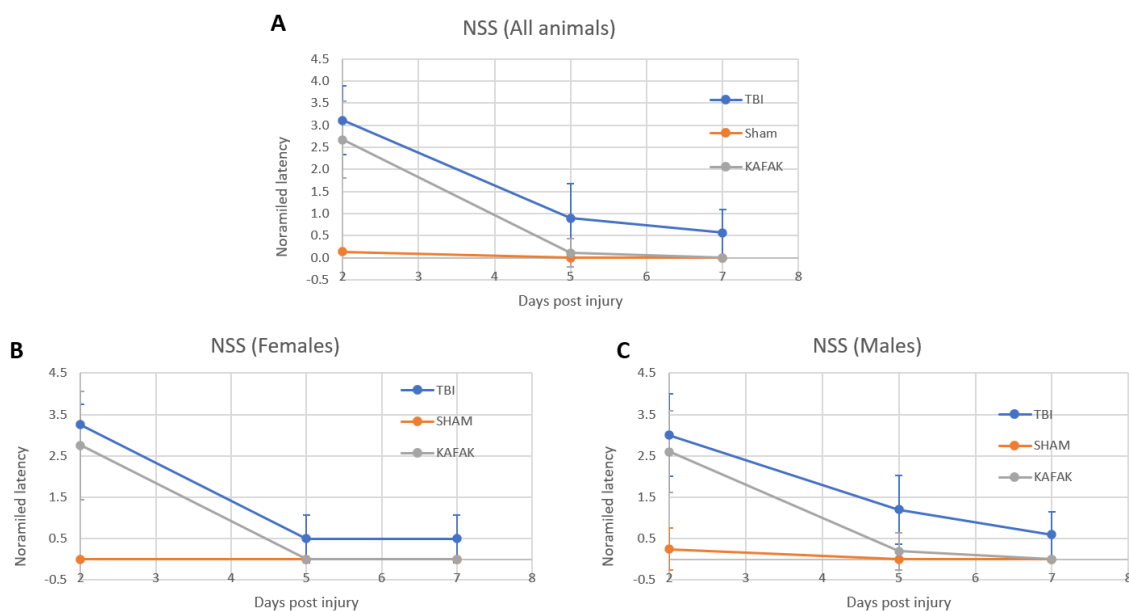 A
NSS (All animals)
4.5
4.0
3.5
3.0
2.5
2.0
1.5
1.0
0.5
0.0
-0.5
Noramiled latency
TBI
Sham
KAFAK
2 3 4 5 6 7 8
Days post injury
B
NSS (Females)
4.5
3.5
2.5
1.5
0.5
-0.5
Noramiled latency
TBI
SHAM
KAFAK
2 3 4 5 6 7 8
Days post injury
C
NSS (Males)
4.5
3.5
2.5
1.5
0.5
-0.5
Noramiled latency
TBI
SHAM
KAFAK
2 3 4 5 6 7 8
Days post injury